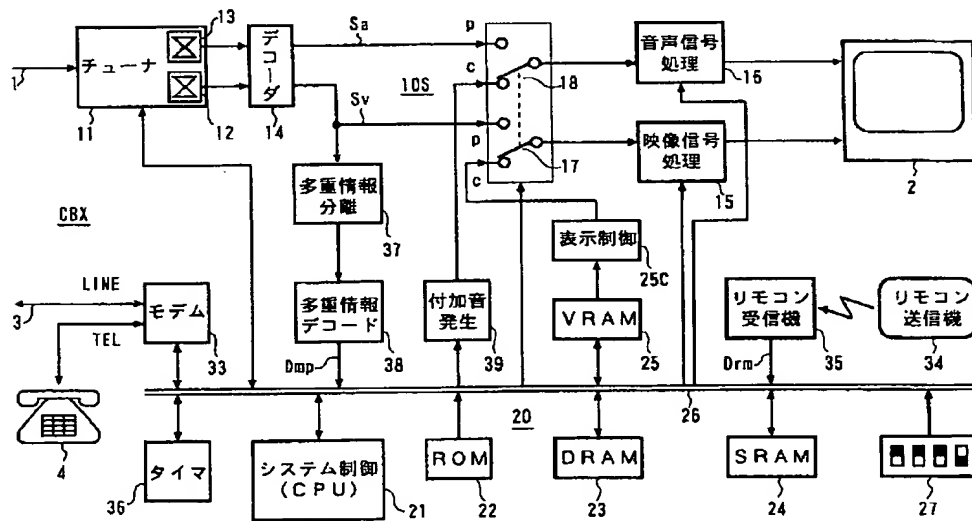 13
デコーダ
Sa
p
音声信号
処理
チューナ
c
1
10S
18
16
Sv
11
12
14
p
映像信号
処理
17
2
多重情報
分離
c
15
CBX
37
表示制御
25C
LINE
モデム
多重情報
デコード
付加音
発生
VRAM
リモコン
受信機
リモコン
送信機
3
TEL
33
Dmp
38
39
25
Drm
35
34
20
26
4
タイマ
システム制御
(CPU)
ROM
DRAM
SRAM
36
21
22
23
24
27